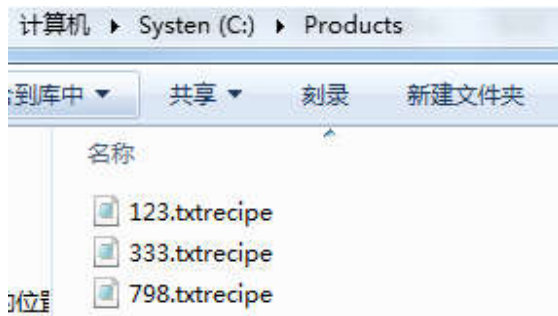 计算机 ▸ Systen (C:) ▸ Products
到库中 ▼ 共享 ▼ 刻录 新建文件夹
名称
123.txtrecipe
333.txtrecipe
798.txtrecipe
的位置